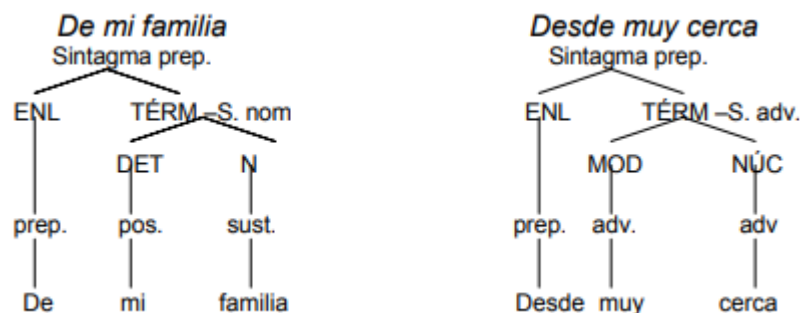 De mi familia Desde muy cerca
Sintagma prep. Sintagma prep.
ENL TÉRM –S. nom ENL TÉRM –S. adv.
DET N MOD NÚC
prep. pos. sust. prep. adv. adv
De mi familia Desde muy cerca